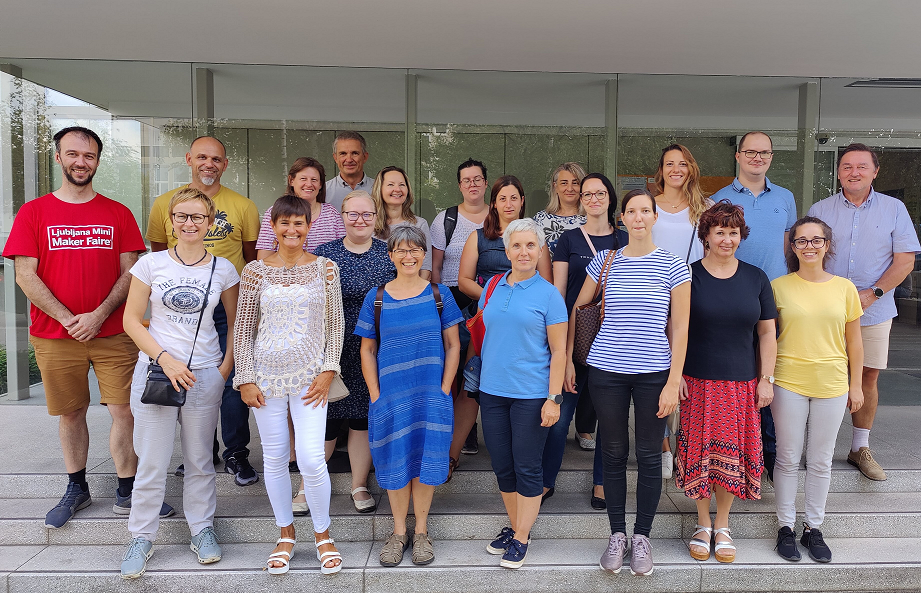 Ljubljana Mini
Maker Faire
THE FEMALE
BRAND